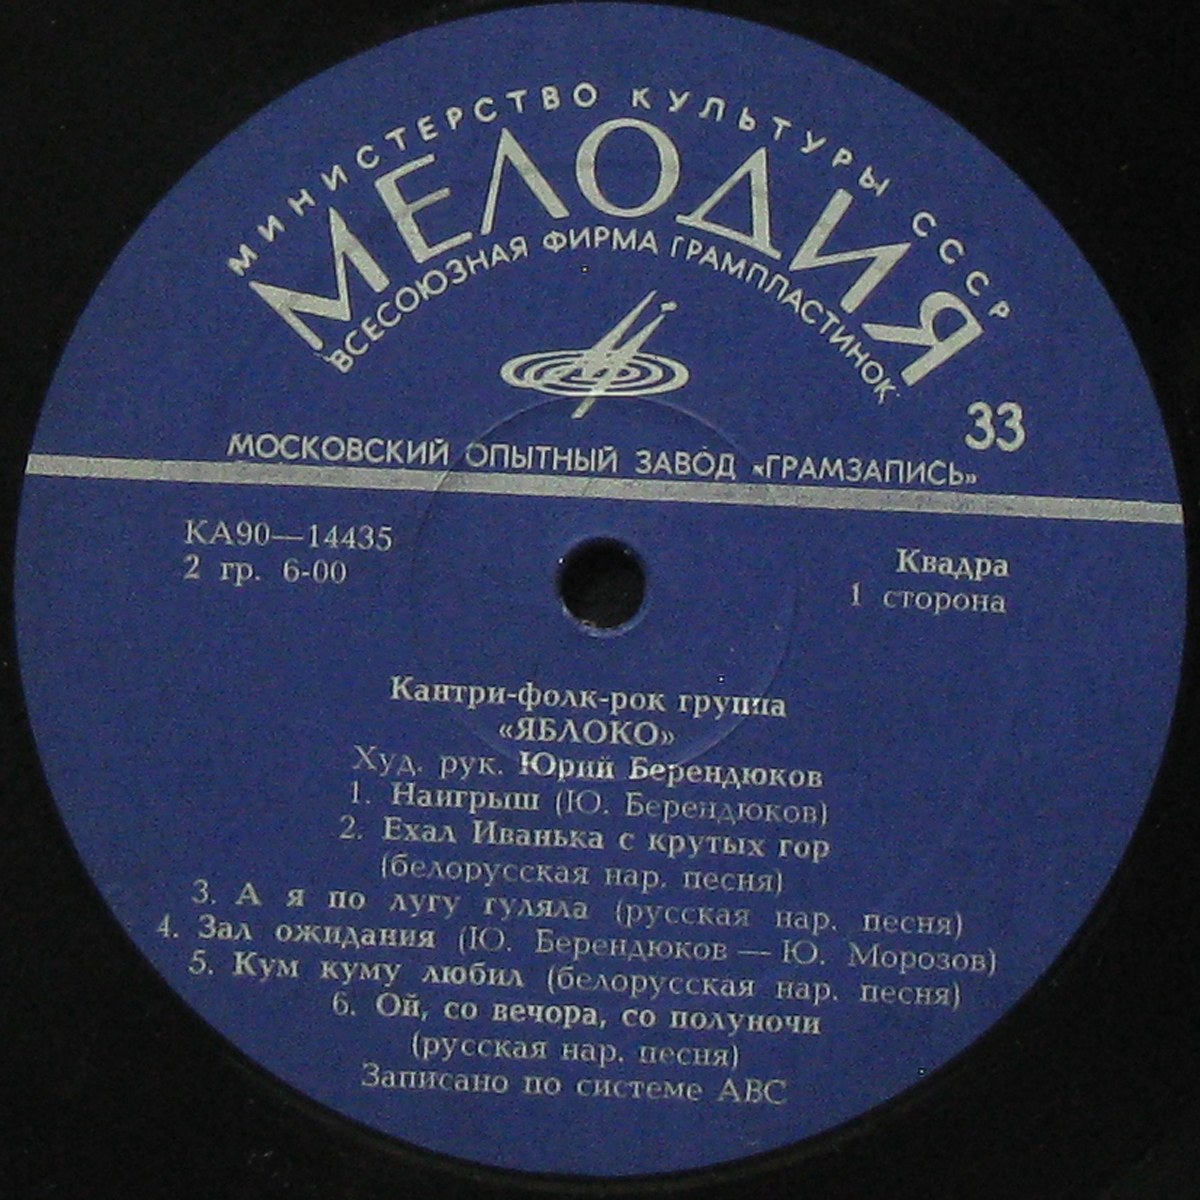 МИНИСТЕРСТВО КУЛЬТУРЫ СССР
МЕЛОДИЯ
ВСЕСОЮЗНАЯ ФИРМА ГРАМПЛАСТИНОК
33
МОСКОВСКИЙ ОПЫТНЫЙ ЗАВОД «ГРАМЗАПИСЬ»
КА90—14435
2 гр. 6-00
Квадра
1 сторона
Кантри-фолк-рок группа
«ЯБЛОКО»
Худ. рук. Юрий Берендюков
1. Наигрыш (Ю. Берендюков)
2. Ехал Иванька с крутых гор
(белорусская нар. песня)
3. А я по лугу гуляла (русская нар. песня)
4. Зал ожидания (Ю. Берендюков — Ю. Морозов)
5. Кум куму любил (белорусская нар. песня)
6. Ой, со вечора, со полуночи
(русская нар. песня)
Записано по системе АВС